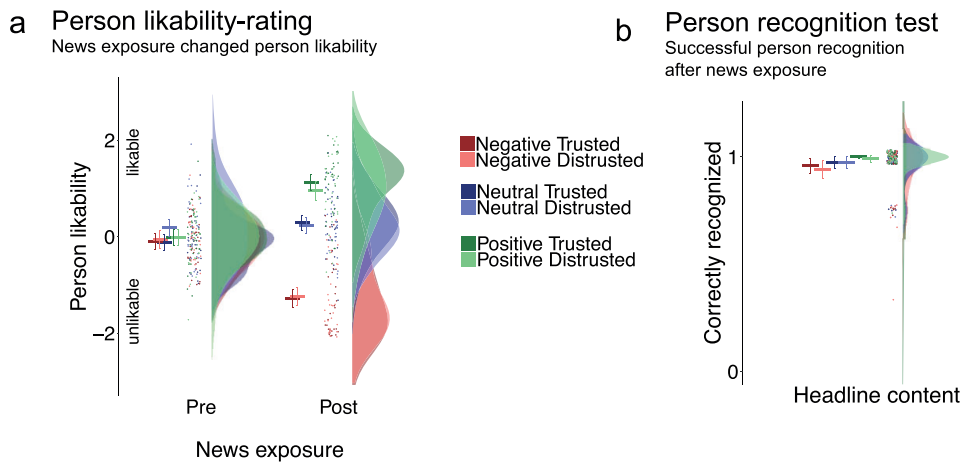 a
Person likability-rating
News exposure changed person likability
Person likability
2
0
−2
likable
unlikable
Pre
Post
News exposure
Negative Trusted
Negative Distrusted
Neutral Trusted
Neutral Distrusted
Positive Trusted
Positive Distrusted
b
Person recognition test
Successful person recognition
after news exposure
Correctly recognized
1
0
Headline content